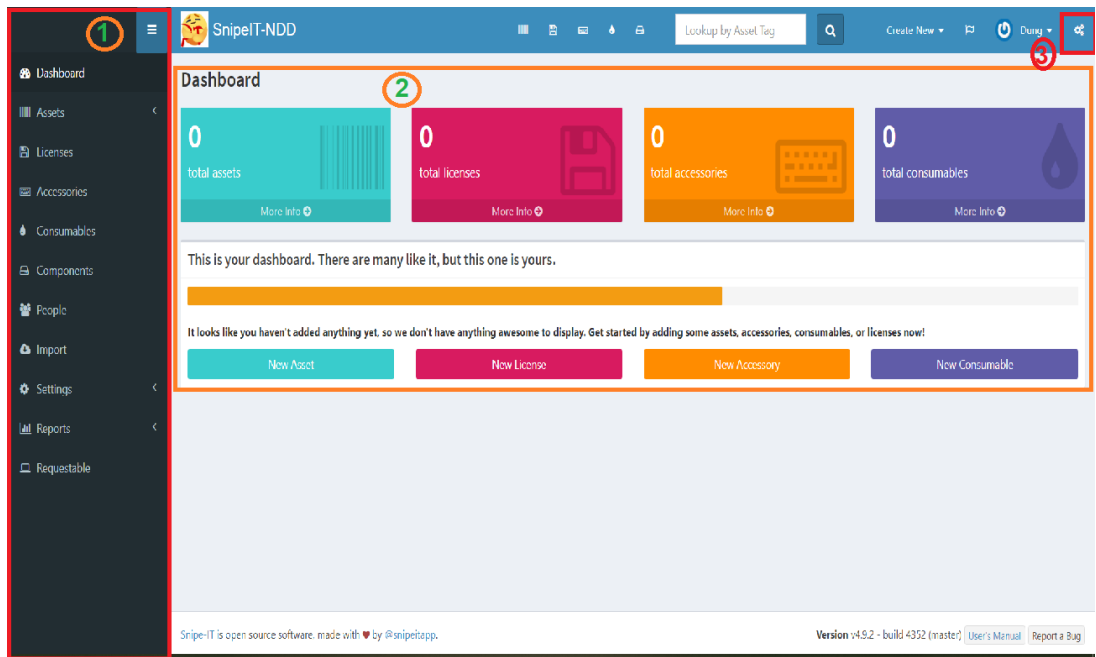 1
SnipeIT-NDD
Lookup by Asset Tag
Create New
Dung
3
Dashboard
Assets
Licenses
Accessories
Consumables
Components
People
Import
Settings
Reports
Requestable
Dashboard
2
0
total assets
More Info
0
total licenses
More Info
0
total accessories
More Info
0
total consumables
More Info
This is your dashboard. There are many like it, but this one is yours.
It looks like you haven't added anything yet, so we don't have anything awesome to display. Get started by adding some assets, accessories, consumables, or licenses now!
New Asset
New License
New Accessory
New Consumable
Snipe-IT is open source software, made with ♥ by @snipeitapp.
Version v4.9.2 - build 4352 (master)
User's Manual
Report a Bug